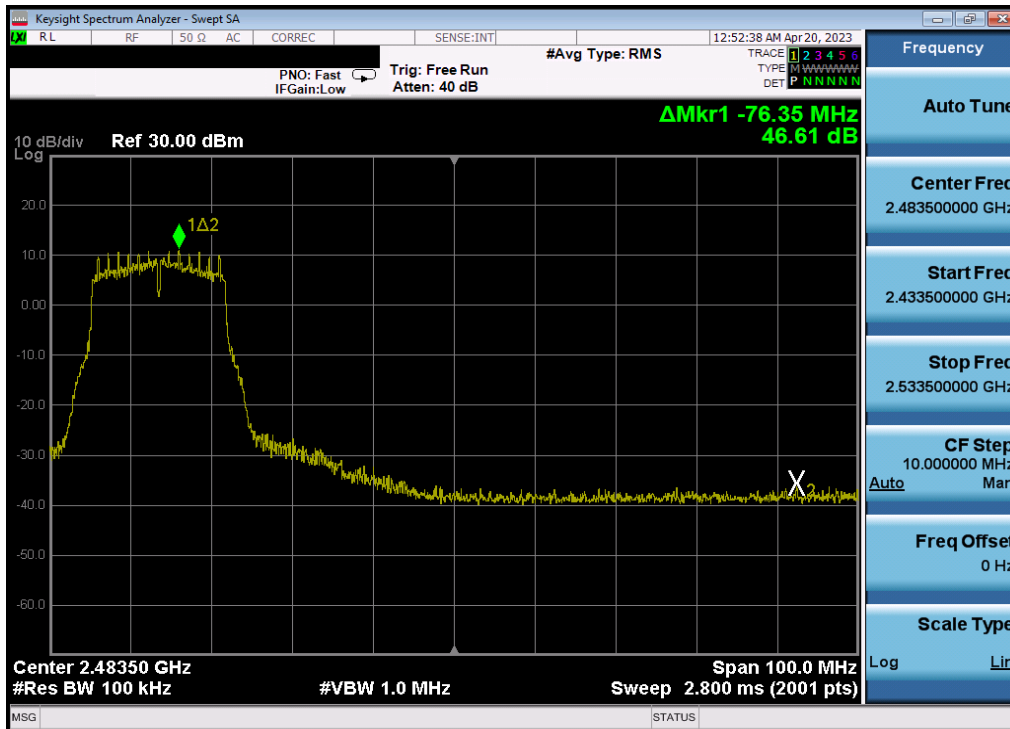 Keysight Spectrum Analyzer - Swept SA
LXI RL RF 50 Ω AC CORREC SENSE:INT 12:52:38 AM Apr 20, 2023
#Avg Type: RMS
TRACE 1 2 3 4 5 6
TYPE M WWWWW
DET P N N N N N
PNO: Fast
IFGain:Low
Trig: Free Run
Atten: 40 dB
ΔMkr1 -76.35 MHz
46.61 dB
10 dB/div
Log
Ref 30.00 dBm
20.0
10.0
0.00
-10.0
-20.0
-30.0
-40.0
-50.0
-60.0
1Δ2
X2
Center 2.48350 GHz
#Res BW 100 kHz
#VBW 1.0 MHz
Span 100.0 MHz
Sweep 2.800 ms (2001 pts)
MSG
STATUS
Frequency
Auto Tune
Center Freq
2.483500000 GHz
Start Freq
2.433500000 GHz
Stop Freq
2.533500000 GHz
CF Step
10.000000 MHz
Auto Man
Freq Offset
0 Hz
Scale Type
Log Lin